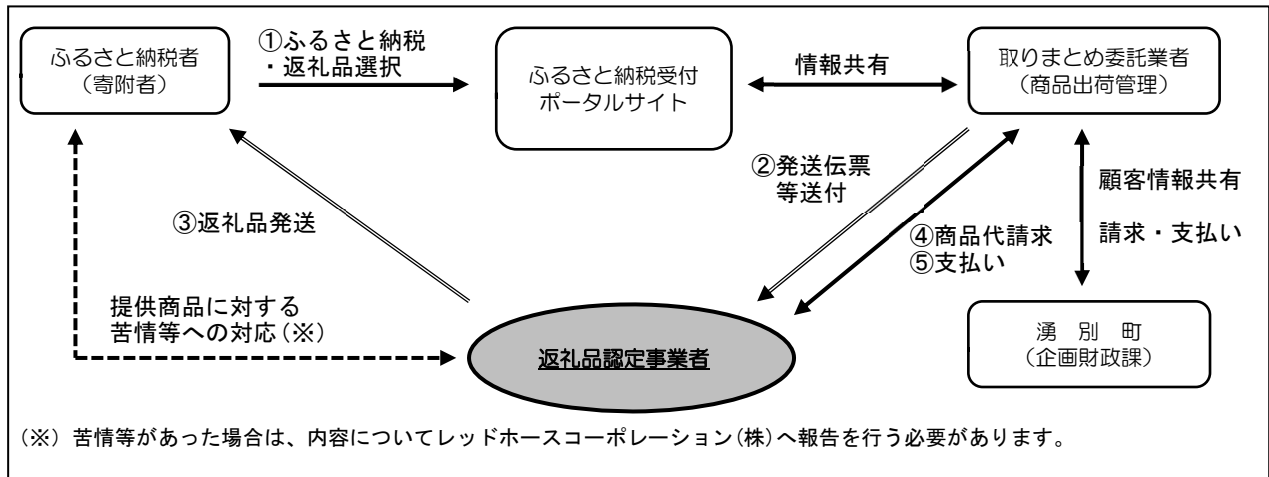 ふるさと納税者
(寄附者)
①ふるさと納税
・返礼品選択
ふるさと納税受付
ポータルサイト
情報共有
取りまとめ委託業者
(商品出荷管理)
②発送伝票
等送付
顧客情報共有
請求・支払い
③返礼品発送
④商品代請求
⑤支払い
提供商品に対する
苦情等への対応(※)
返礼品認定事業者
湧 別 町
(企画財政課)
(※) 苦情等があった場合は、内容についてレッドホースコーポレーション(株)へ報告を行う必要があります。